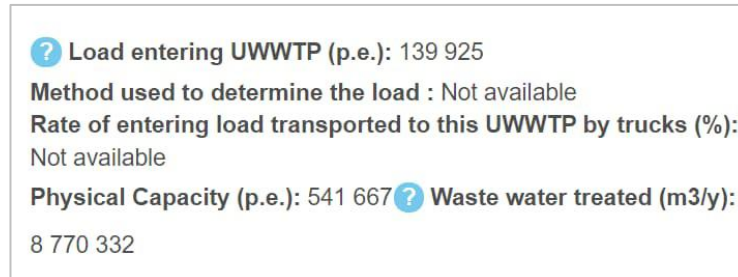 ? Load entering UWWTP (p.e.): 139 925
Method used to determine the load : Not available
Rate of entering load transported to this UWWTP by trucks (%):
Not available
Physical Capacity (p.e.): 541 667 ? Waste water treated (m3/y):
8 770 332